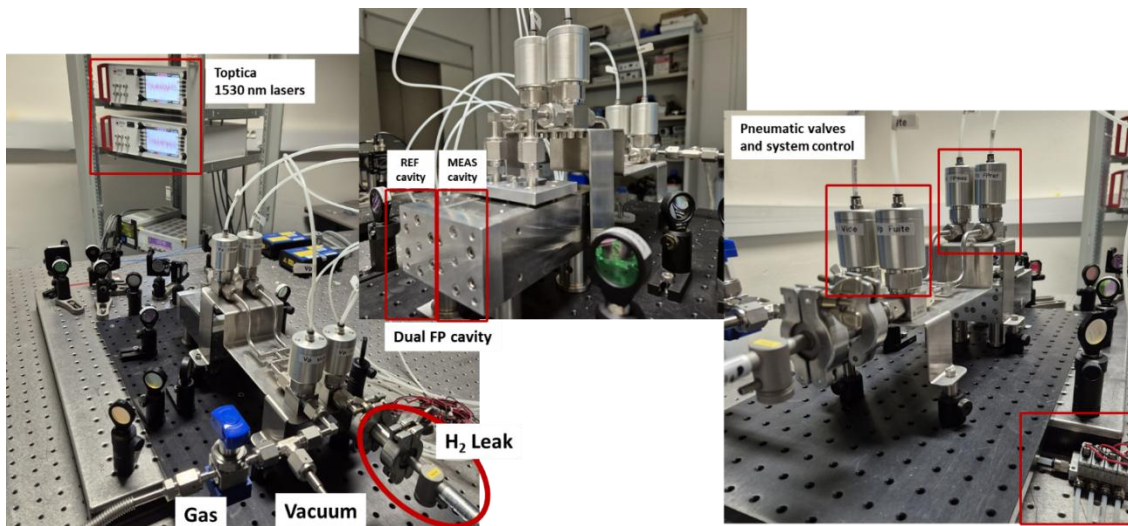 Toptica
1530 nm lasers
REF
cavity
MEAS
cavity
Dual FP cavity
H₂ Leak
Gas
Vacuum
Pneumatic valves
and system control
Vide
Vp Fuite